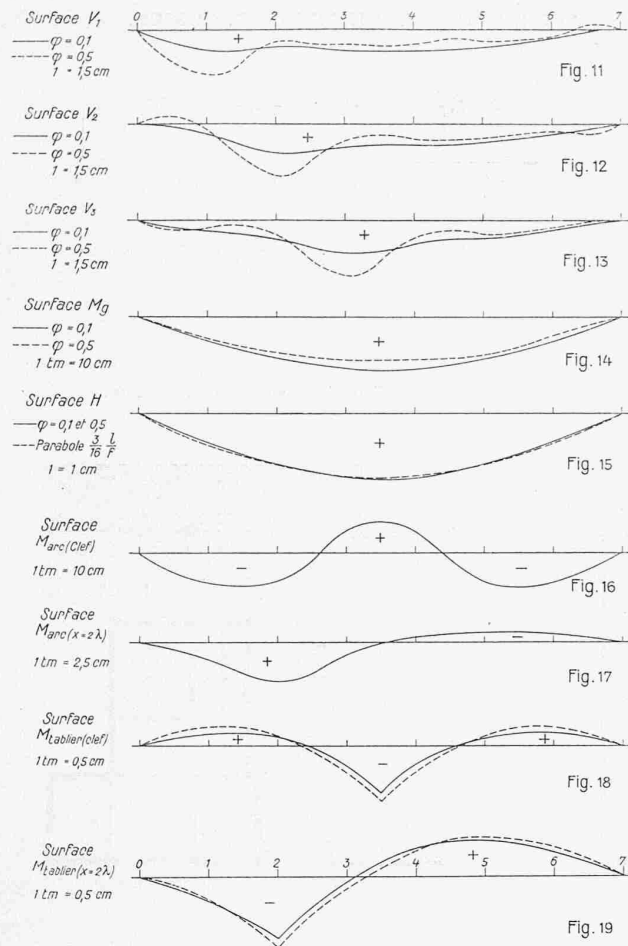 Surface V₁
0 1 2 3 4 5 6 7
+
— φ = 0,1
--- φ = 0,5
1 = 1,5 cm
Fig. 11
Surface V₂
+
— φ = 0,1
--- φ = 0,5
1 = 1,5 cm
Fig. 12
Surface V₃
+
— φ = 0,1
--- φ = 0,5
1 = 1,5 cm
Fig. 13
Surface Mg
+
— φ = 0,1
--- φ = 0,5
1 tm = 10 cm
Fig. 14
Surface H
+
— φ = 0,1 et 0,5
--- Parabole 3/16 l/f
1 = 1 cm
Fig. 15
Surface
M arc (Clef)
1 tm = 10 cm
+
− −
Fig. 16
Surface
M arc (x = 2λ)
1 tm = 2,5 cm
+ −
Fig. 17
Surface
M tablier (clef)
1 tm = 0,5 cm
+ − +
Fig. 18
Surface
M tablier (x = 2λ)
1 tm = 0,5 cm
0 1 2 3 4 5 6 7
− +
Fig. 19